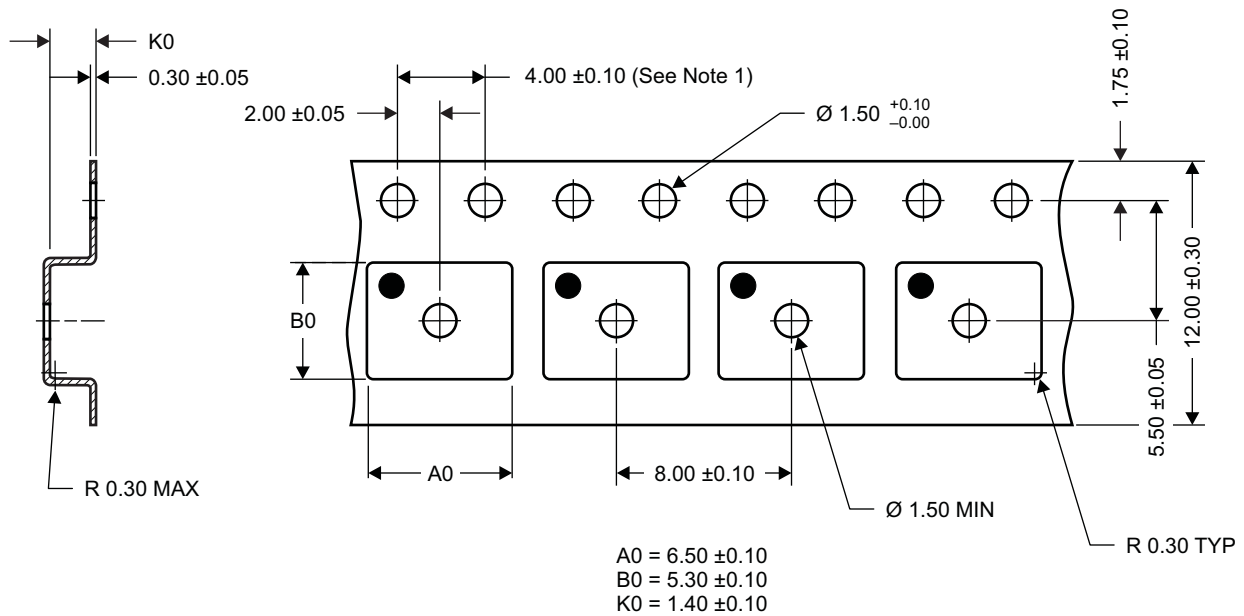 K0
0.30 ±0.05
2.00 ±0.05
4.00 ±0.10 (See Note 1)
Ø 1.50 +0.10 –0.00
1.75 ±0.10
12.00 ±0.30
5.50 ±0.05
B0
R 0.30 MAX
A0
8.00 ±0.10
Ø 1.50 MIN
R 0.30 TYP
A0 = 6.50 ±0.10
B0 = 5.30 ±0.10
K0 = 1.40 ±0.10